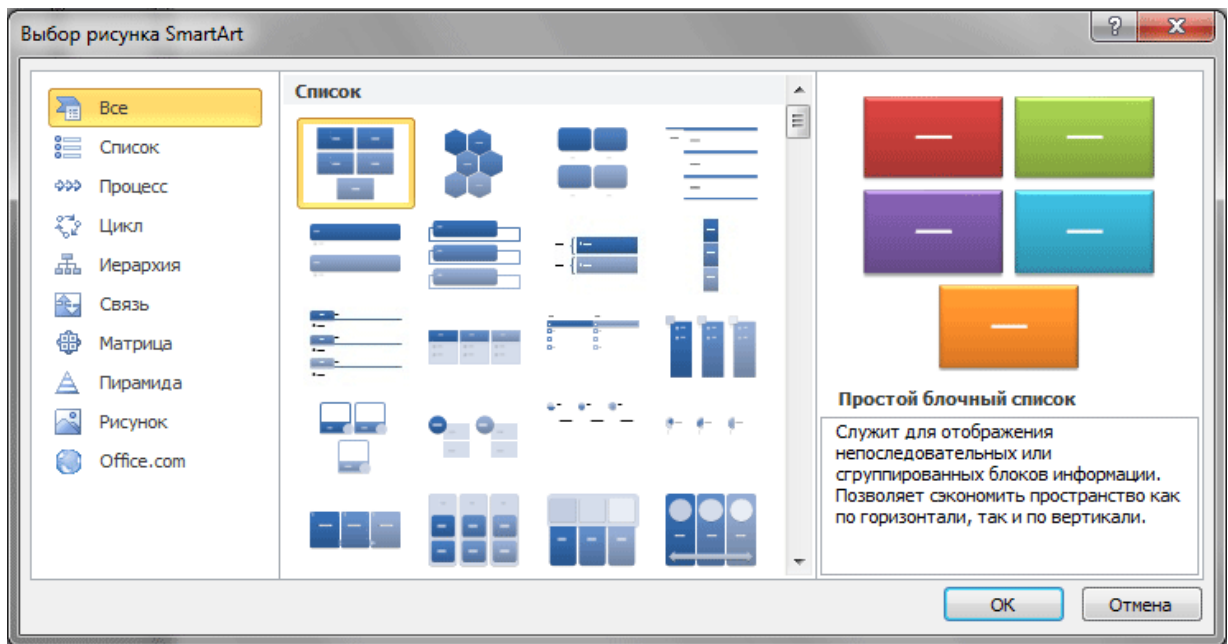 Выбор рисунка SmartArt
Все
Список
Процесс
Цикл
Иерархия
Связь
Матрица
Пирамида
Рисунок
Office.com
Список
Простой блочный список
Служит для отображения
непоследовательных или
сгруппированных блоков информации.
Позволяет сэкономить пространство как
по горизонтали, так и по вертикали.
ОК
Отмена